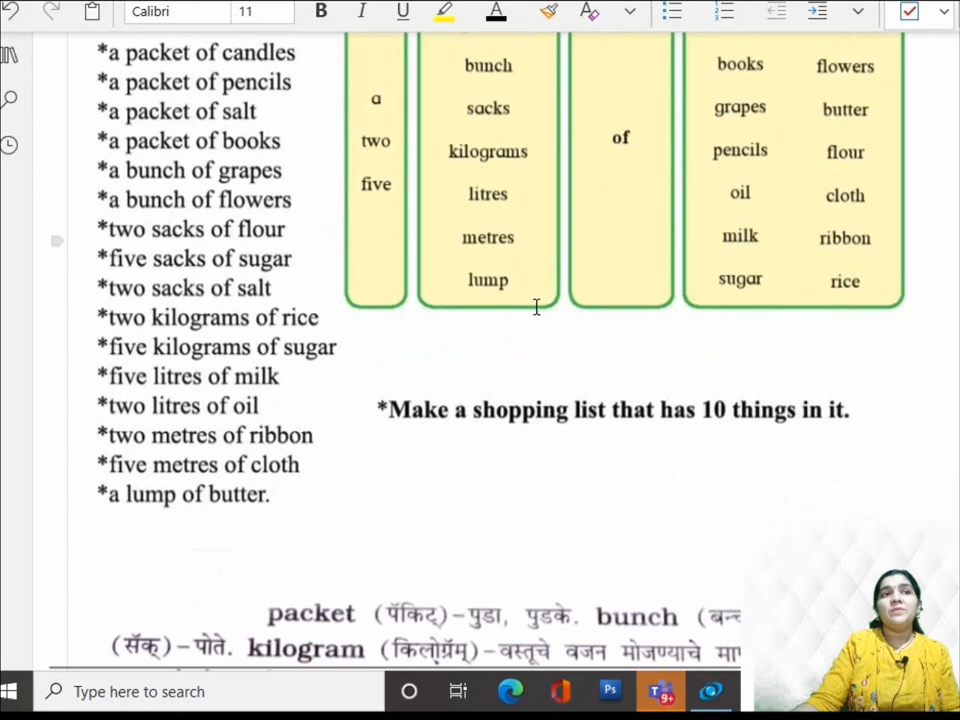 Calibri
11
B
I
U
A
A
*a packet of candles
*a packet of pencils
*a packet of salt
*a packet of books
*a bunch of grapes
*a bunch of flowers
*two sacks of flour
*five sacks of sugar
*two sacks of salt
*two kilograms of rice
*five kilograms of sugar
*five litres of milk
*two litres of oil
*two metres of ribbon
*five metres of cloth
*a lump of butter.
a
two
five
bunch
sacks
kilograms
litres
metres
lump
of
books flowers
grapes butter
pencils flour
oil cloth
milk ribbon
sugar rice
*Make a shopping list that has 10 things in it.
packet (पॅकिट्)–पुडा, पुडके. bunch
(सॅक्)–पोते. kilogram (किलोग्रॅम्)–वस्तूचे वजन मोजण्याचे
Type here to search
Ps
9+